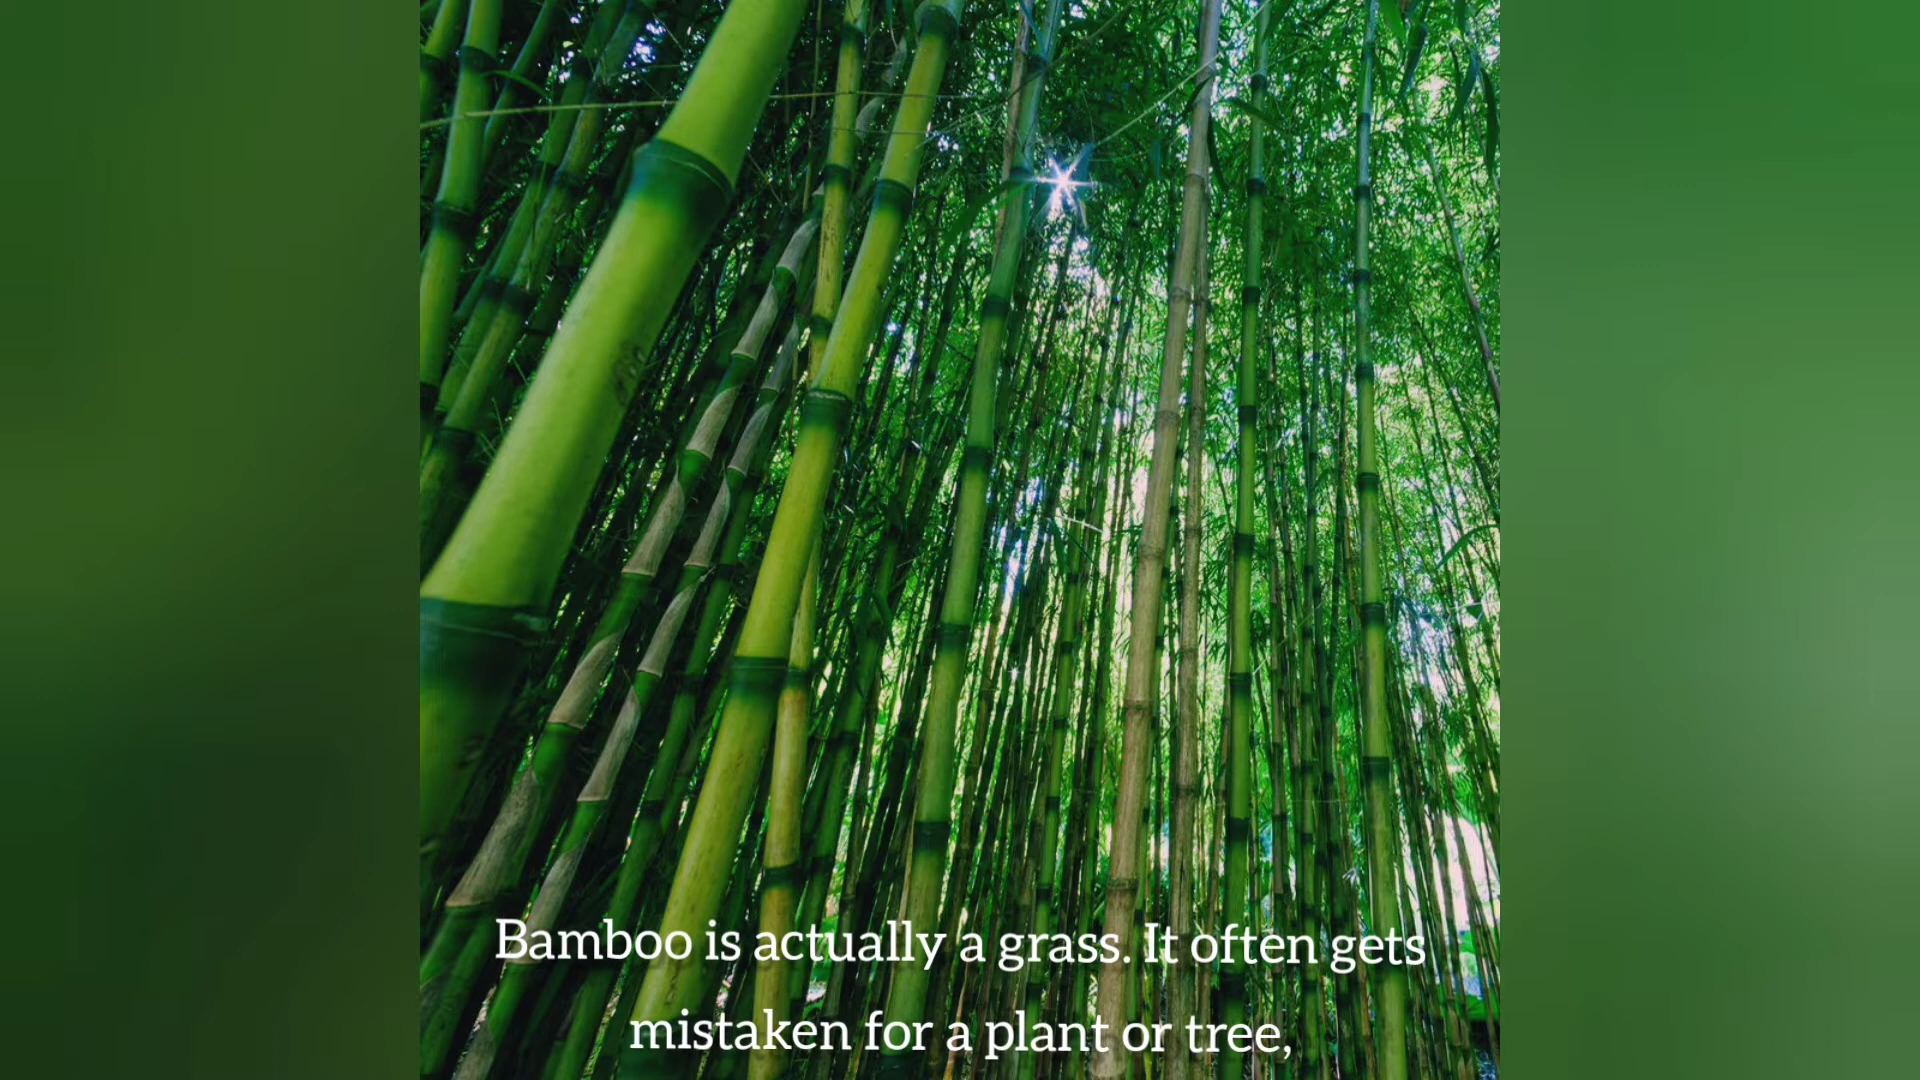 Bamboo is actually a grass. It often gets
mistaken for a plant or tree,